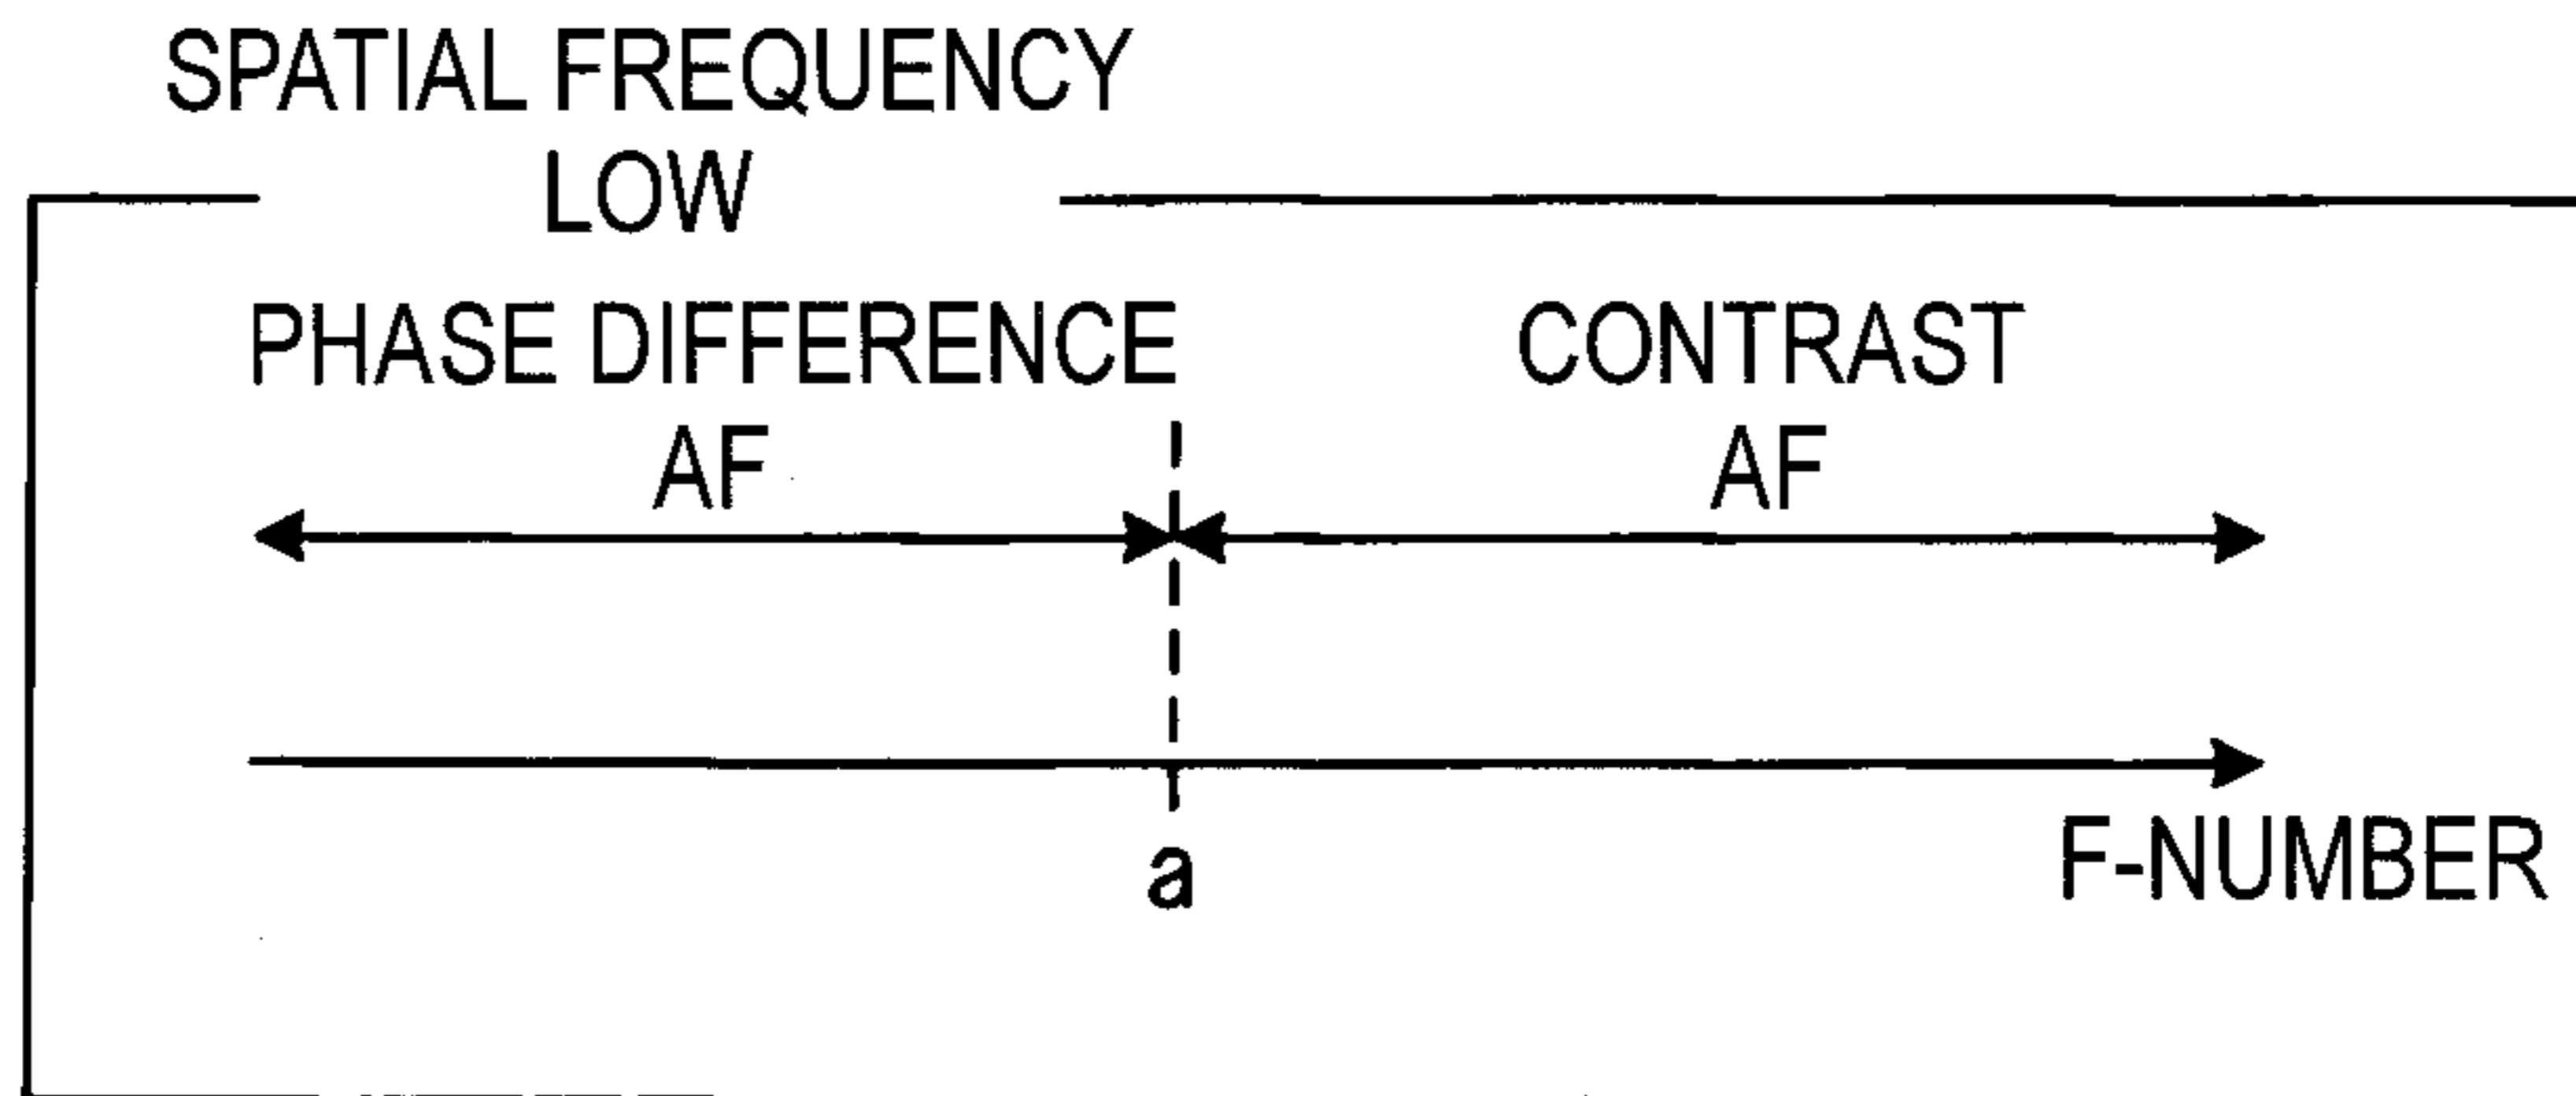 SPATIAL FREQUENCY
LOW
PHASE DIFFERENCE
AF
CONTRAST
AF
a
F-NUMBER